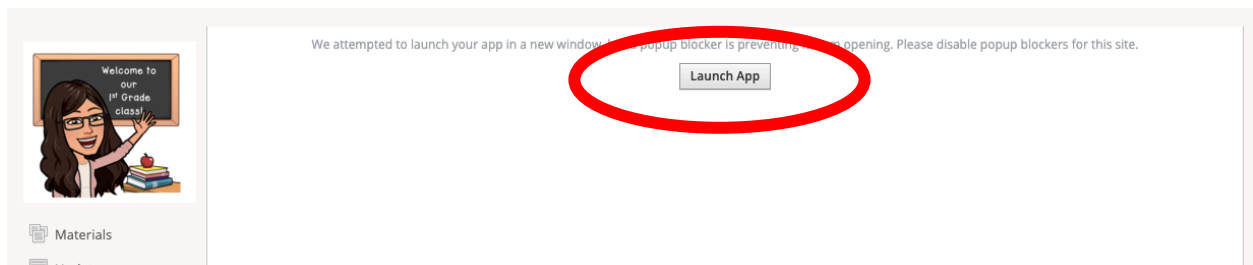 We attempted to launch your app in a new window, popup blocker is preventing opening. Please disable popup blockers for this site.
Launch App
Welcome to
our
1st Grade
class!
Materials